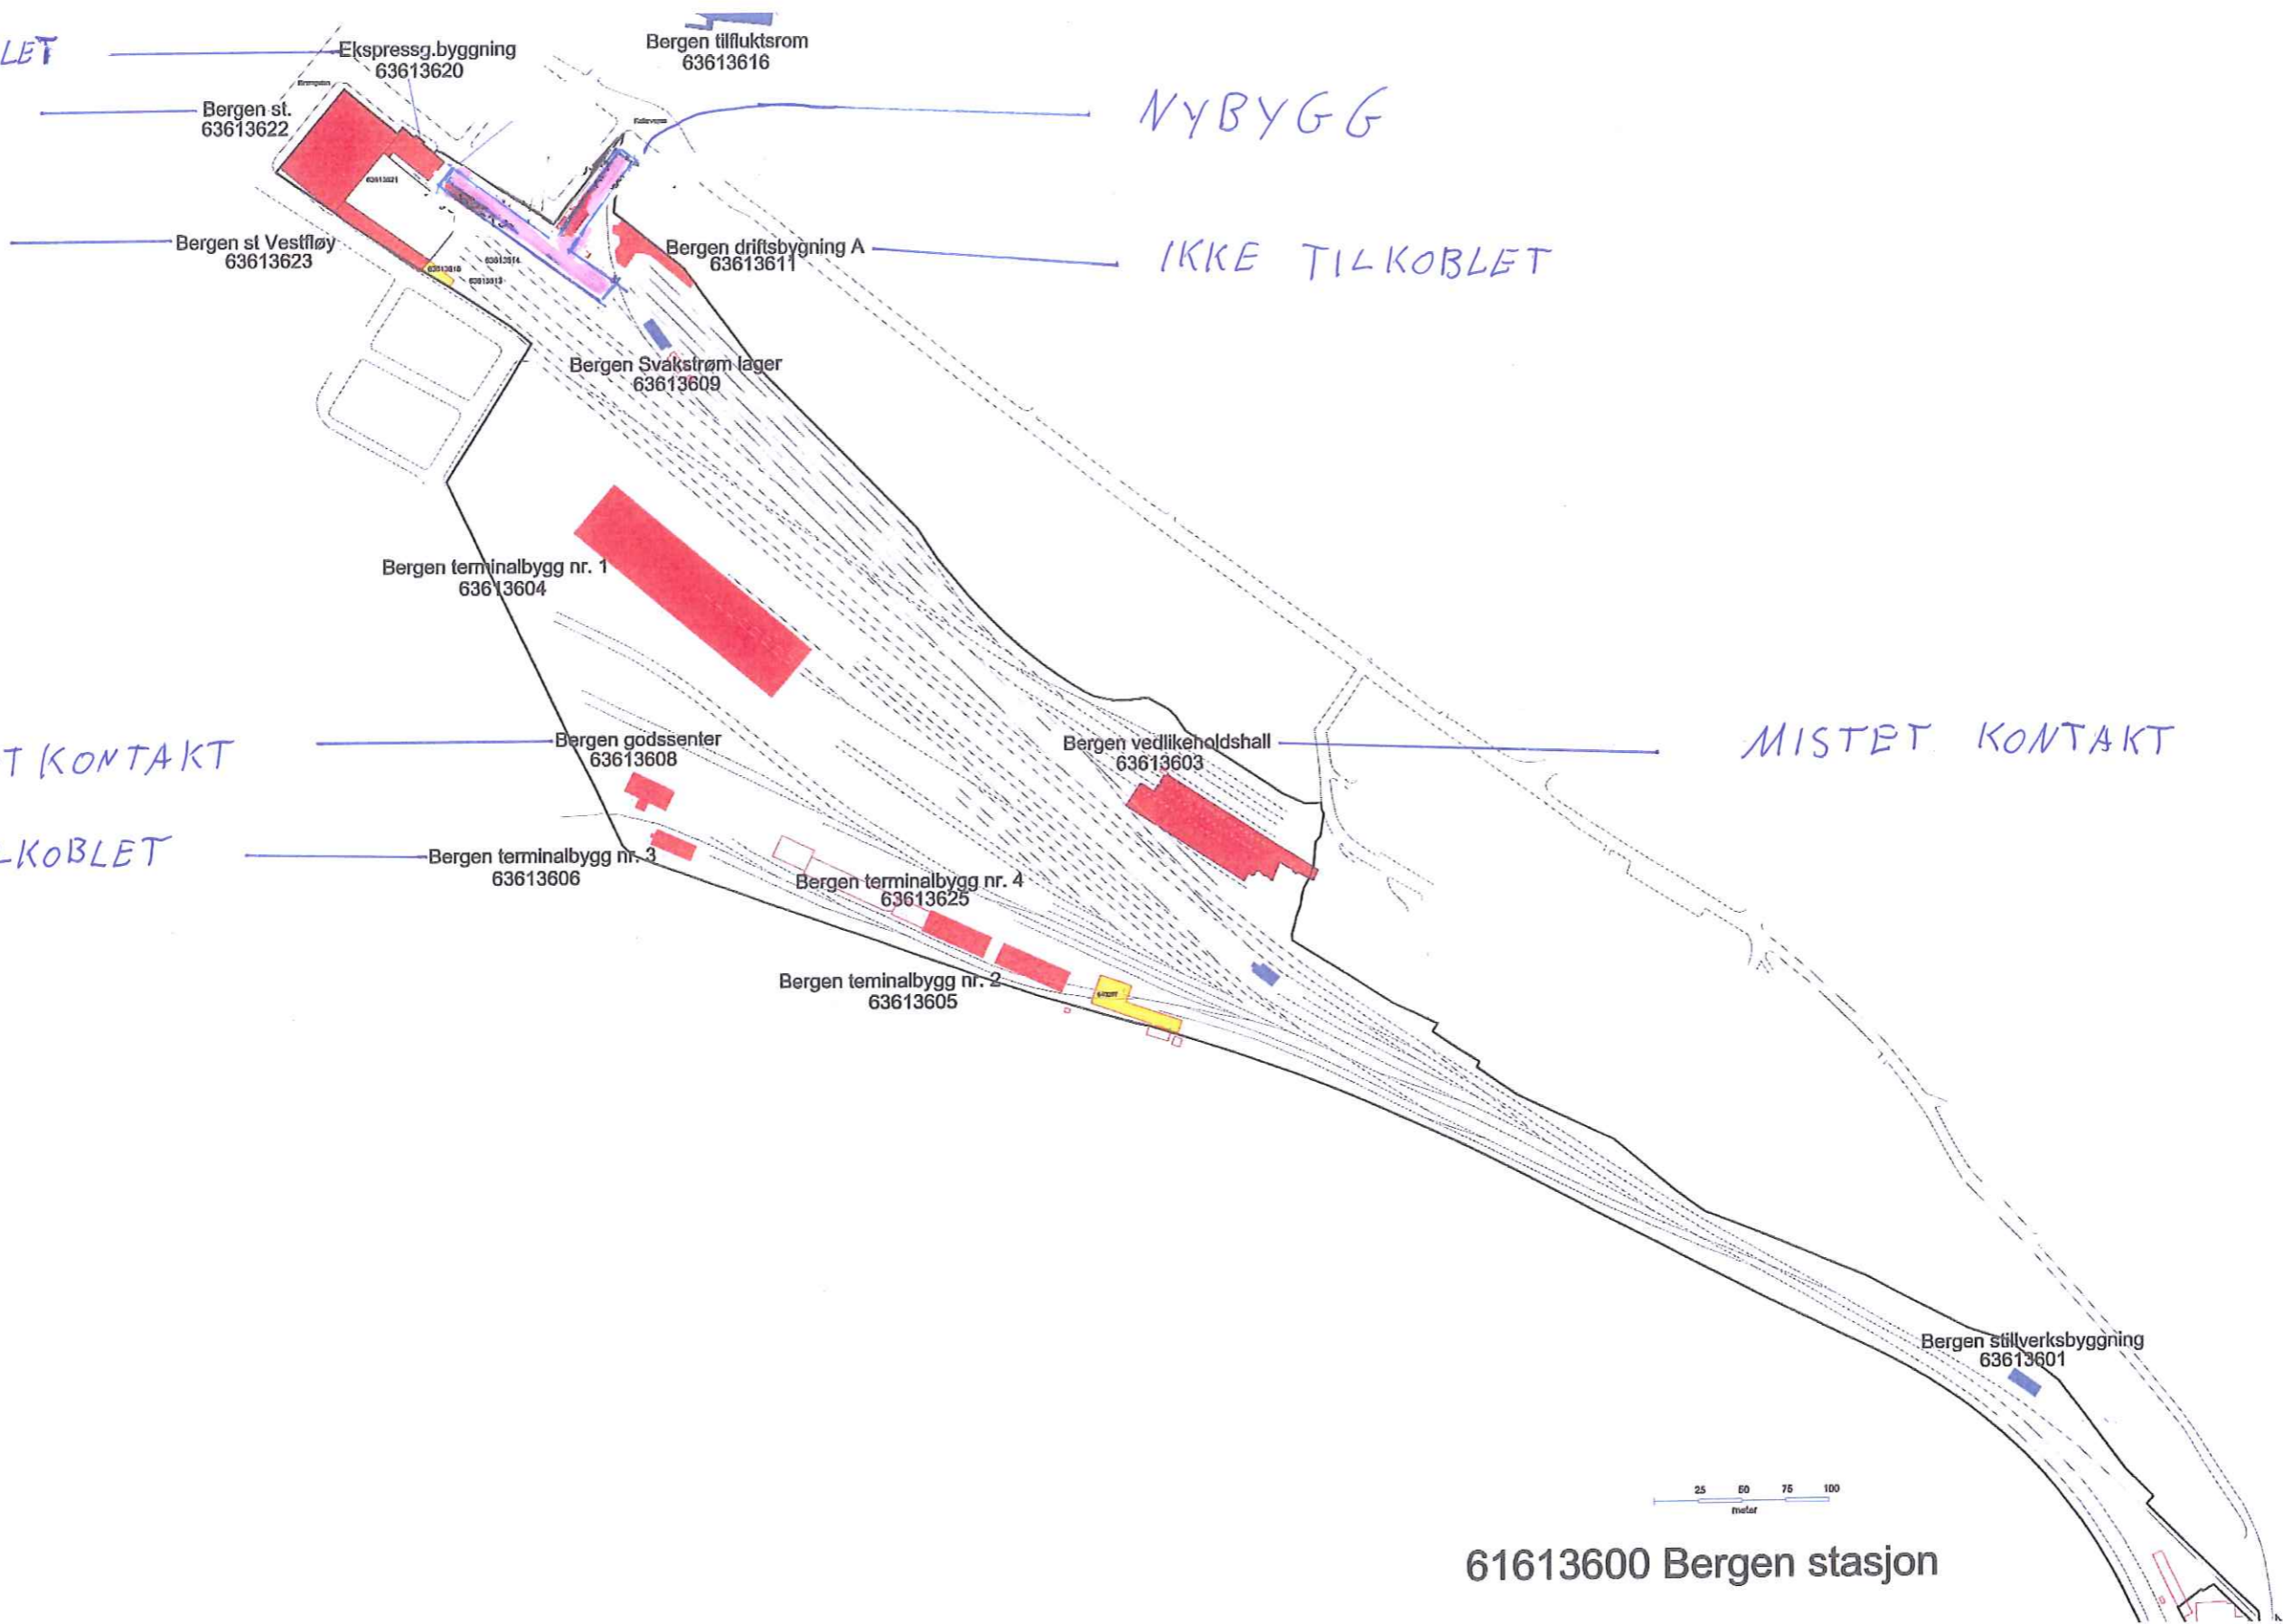 LET
Ekspressg.byggning
63613620
Bergen tilfluktsrom
63613616
Bergen st.
63613622
NYBYGG
63613621
Bergen st Vestfløy
63613623
63613614
Bergen driftsbygning A
63613611
IKKE TILKOBLET
Bergen Svakstrøm lager
63613609
Bergen terminalbygg nr. 1
63613604
T KONTAKT
Bergen godssenter
63613608
Bergen vedlikeholdshall
63613603
MISTET KONTAKT
LKOBLET
Bergen terminalbygg nr. 3
63613606
Bergen terminalbygg nr. 4
63613625
Bergen teminalbygg nr. 2
63613605
Bergen stillverksbyggning
63613601
25 50 75 100
meter
61613600 Bergen stasjon